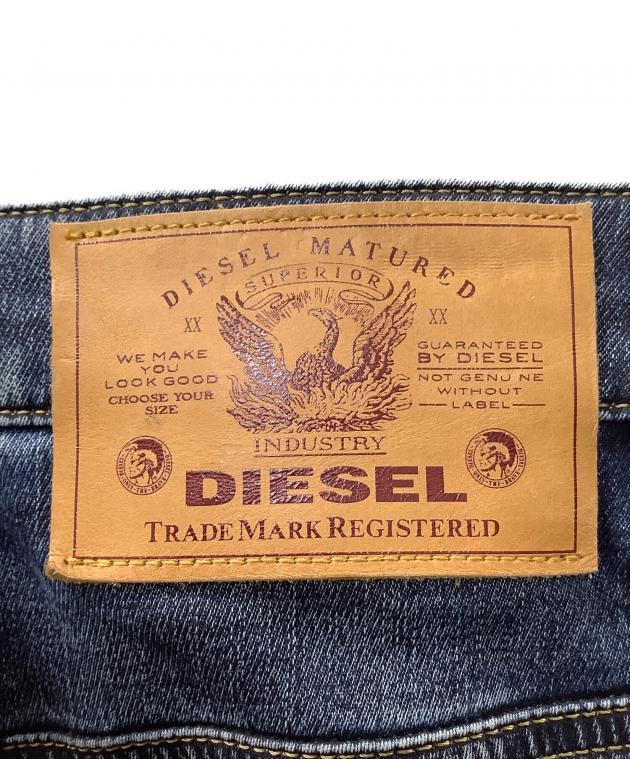 DIESEL MATURED
SUPERIOR
XX
XX
WE MAKE
YOU
LOOK GOOD
CHOOSE YOUR
SIZE
GUARANTEED
BY DIESEL
NOT GENU NE
WITHOUT
LABEL
INDUSTRY
DIESEL
TRADE MARK REGISTERED